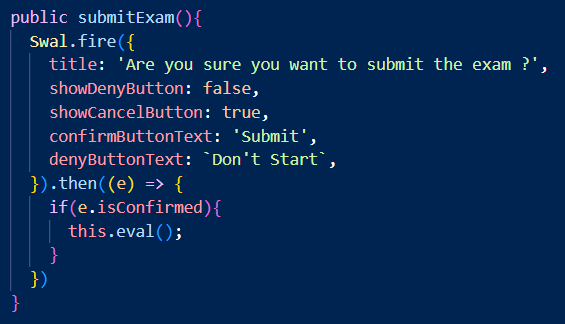 public submitExam(){
  Swal.fire({
    title: 'Are you sure you want to submit the exam ?',
    showDenyButton: false,
    showCancelButton: true,
    confirmButtonText: 'Submit',
    denyButtonText: `Don't Start`,
  }).then((e) => {
    if(e.isConfirmed){
      this.eval();
    }
  })
}